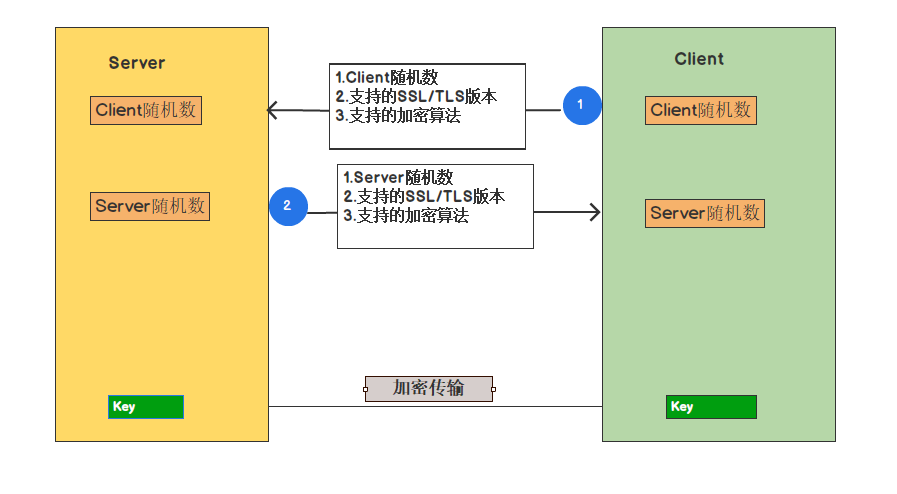 Server
Client
1.Client随机数
2.支持的SSL/TLS版本
3.支持的加密算法
1
Client随机数
Client随机数
1.Server随机数
2.支持的SSL/TLS版本
3.支持的加密算法
2
Server随机数
Server随机数
加密传输
Key
Key